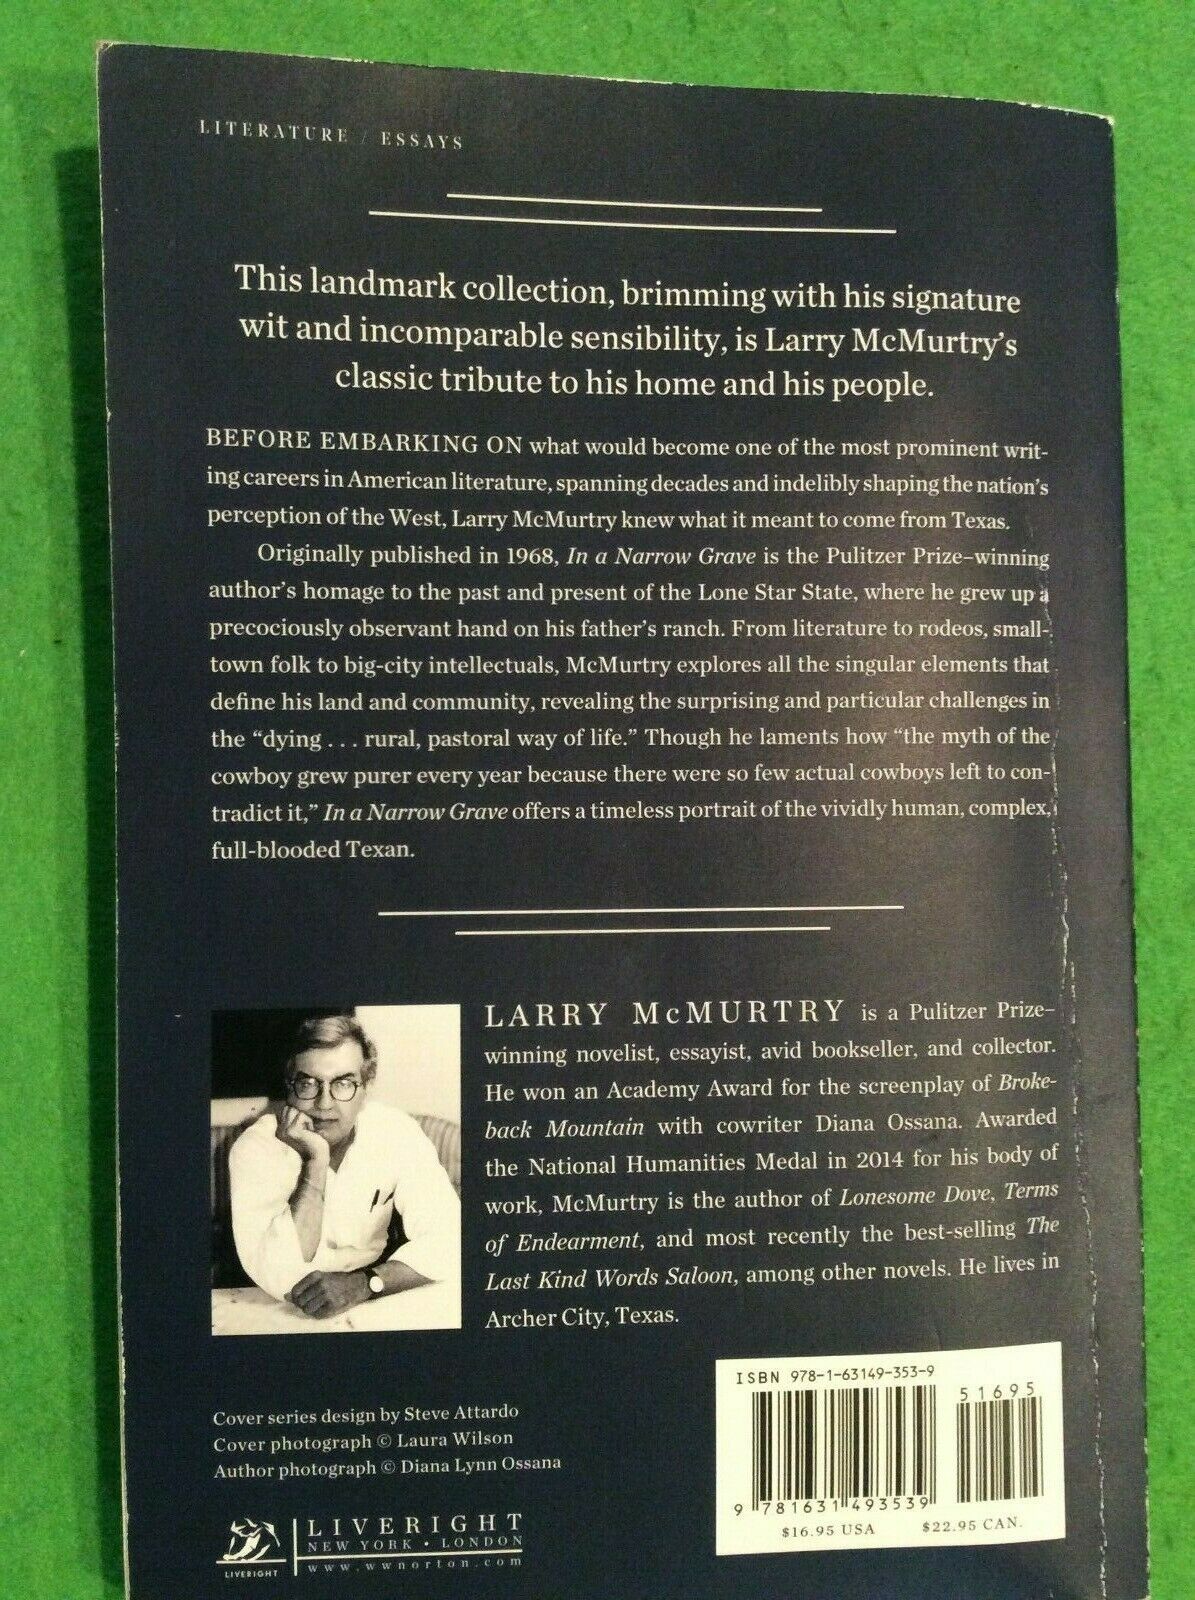 LITERATURE / ESSAYS
This landmark collection, brimming with his signature
wit and incomparable sensibility, is Larry McMurtry's
classic tribute to his home and his people.
BEFORE EMBARKING ON what would become one of the most prominent writ-
ing careers in American literature, spanning decades and indelibly shaping the nation's
perception of the West, Larry McMurtry knew what it meant to come from Texas.
Originally published in 1968, In a Narrow Grave is the Pulitzer Prize–winning
author's homage to the past and present of the Lone Star State, where he grew up a
precociously observant hand on his father's ranch. From literature to rodeos, small-
town folk to big-city intellectuals, McMurtry explores all the singular elements that
define his land and community, revealing the surprising and particular challenges in
the “dying . . . rural, pastoral way of life.” Though he laments how “the myth of the
cowboy grew purer every year because there were so few actual cowboys left to con-
tradict it,” In a Narrow Grave offers a timeless portrait of the vividly human, complex,
full-blooded Texan.
LARRY McMURTRY is a Pulitzer Prize–
winning novelist, essayist, avid bookseller, and collector.
He won an Academy Award for the screenplay of Broke-
back Mountain with cowriter Diana Ossana. Awarded
the National Humanities Medal in 2014 for his body of
work, McMurtry is the author of Lonesome Dove, Terms
of Endearment, and most recently the best-selling The
Last Kind Words Saloon, among other novels. He lives in
Archer City, Texas.
Cover series design by Steve Attardo
Cover photograph © Laura Wilson
Author photograph © Diana Lynn Ossana
LIVERIGHT
NEW YORK • LONDON
www.wwnorton.com
LIVERIGHT
ISBN 978-1-63149-353-9
51695
9 781631 493539
$16.95 USA $22.95 CAN.